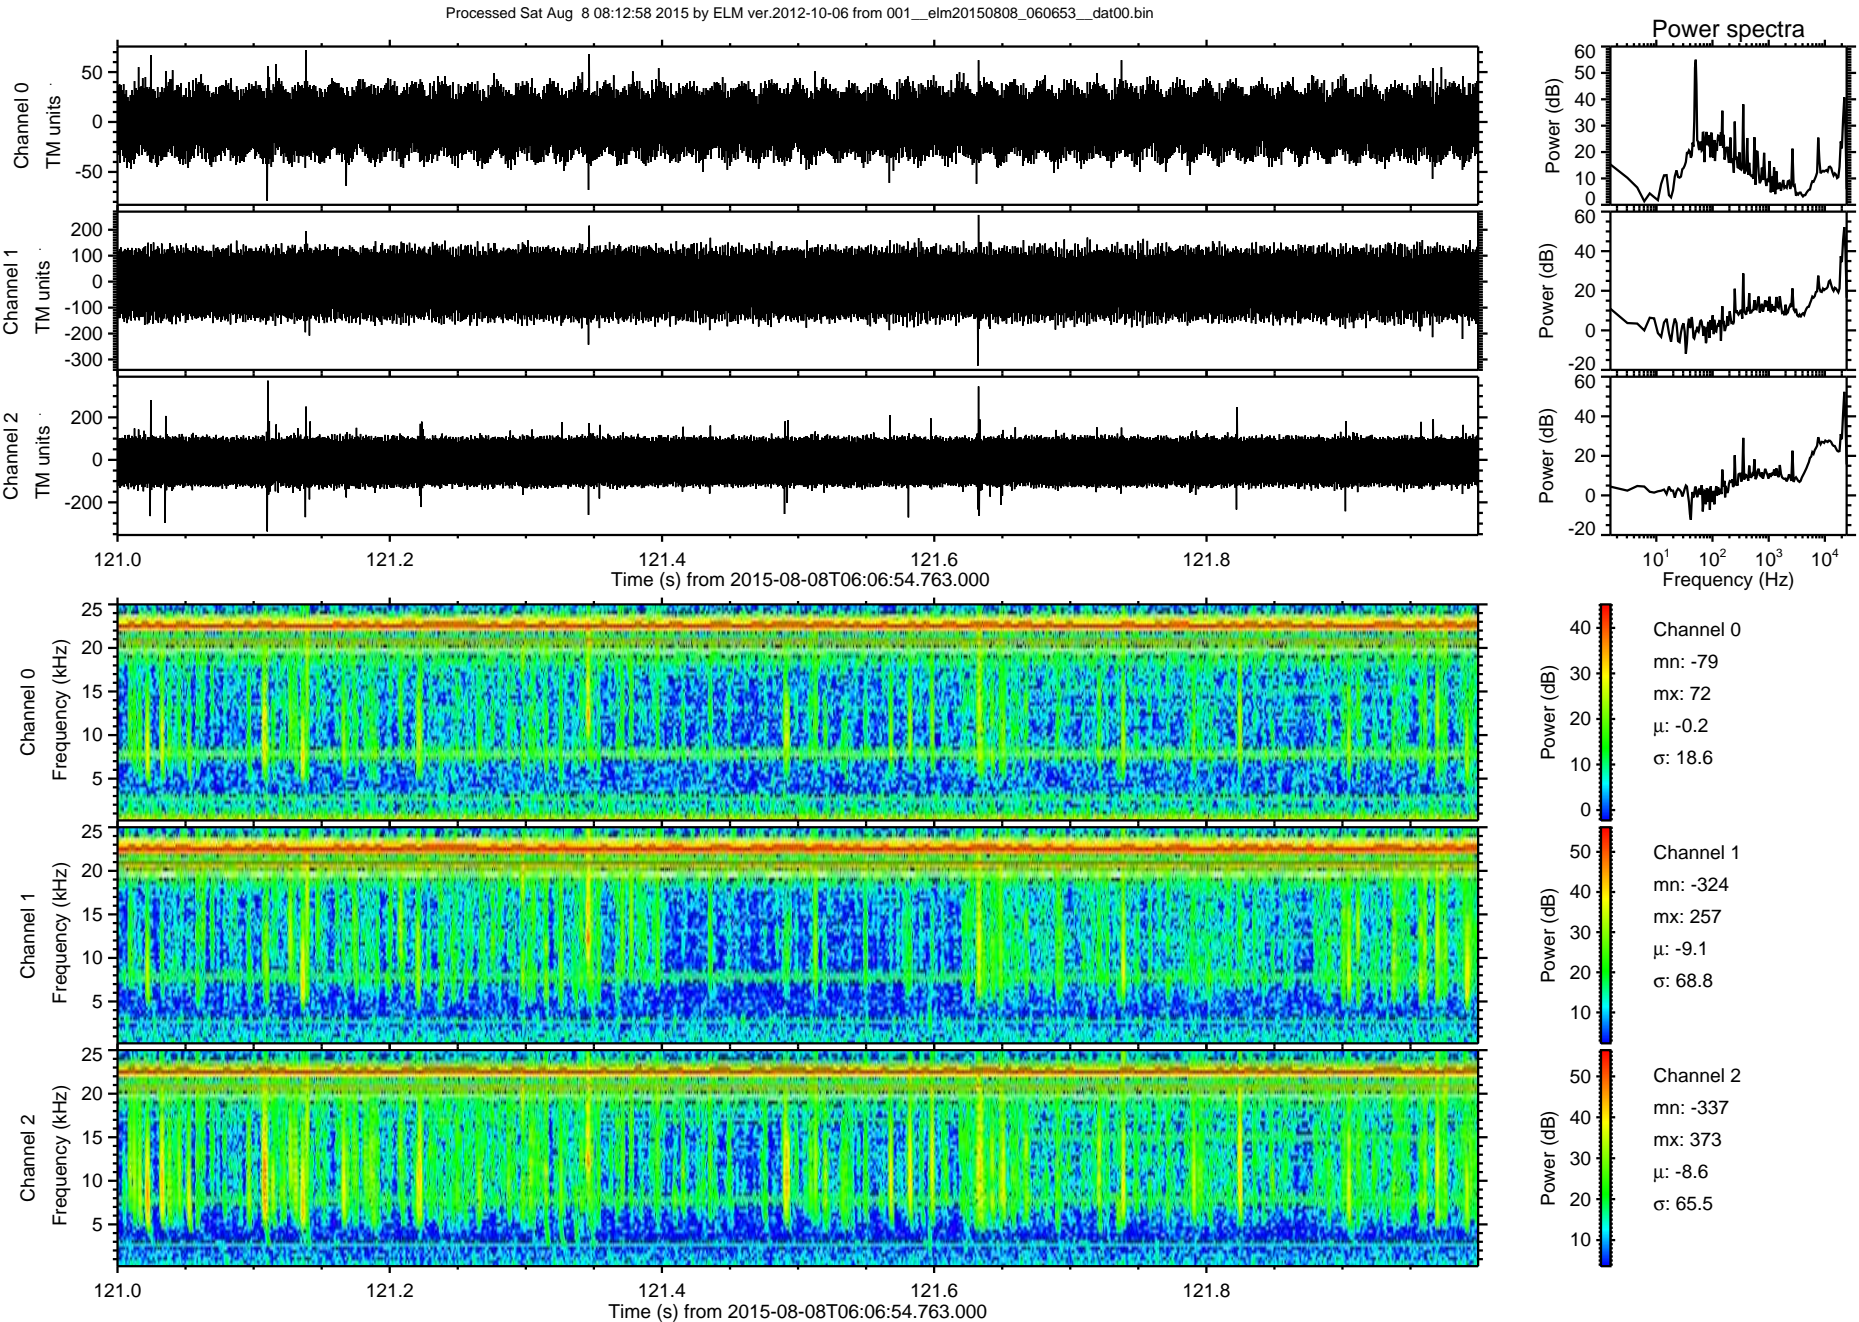 Processed Sat Aug  8 08:12:58 2015 by ELM ver.2012-10-06 from 001__elm20150808_060653__dat00.bin
Power spectra
Channel 0
TM units
50
0
-50
Power (dB)
60
50
40
30
20
10
0
Channel 1
TM units
200
100
0
-100
-200
-300
Power (dB)
60
40
20
0
-20
Channel 2
TM units
200
0
-200
Power (dB)
60
40
20
0
-20
121.0
121.2
121.4
121.6
121.8
Time (s) from 2015-08-08T06:06:54.763.000
10¹
10²
10³
10⁴
Frequency (Hz)
Channel 0
Frequency (kHz)
25
20
15
10
5
Power (dB)
40
30
20
10
0
Channel 0
mn: -79
mx: 72
μ: -0.2
σ: 18.6
Channel 1
Frequency (kHz)
25
20
15
10
5
Power (dB)
50
40
30
20
10
Channel 1
mn: -324
mx: 257
μ: -9.1
σ: 68.8
Channel 2
Frequency (kHz)
25
20
15
10
5
Power (dB)
50
40
30
20
10
Channel 2
mn: -337
mx: 373
μ: -8.6
σ: 65.5
121.0
121.2
121.4
121.6
121.8
Time (s) from 2015-08-08T06:06:54.763.000